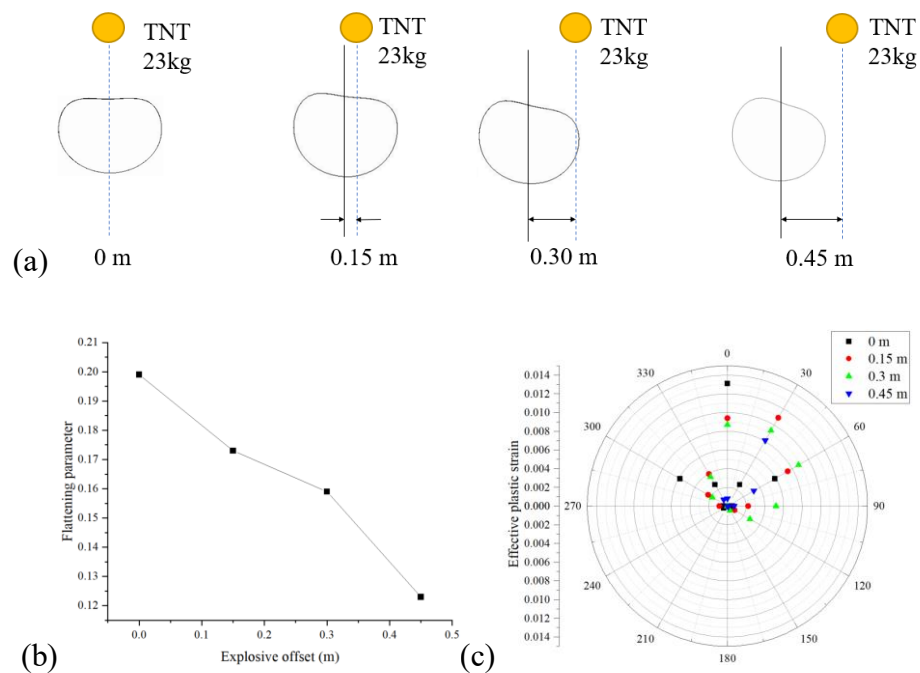 TNT
23kg
TNT
23kg
TNT
23kg
TNT
23kg
(a)
0 m
0.15 m
0.30 m
0.45 m
0.21
0.20
0.19
0.18
0.17
0.16
0.15
0.14
0.13
0.12
Flattening parameter
0.0
0.1
0.2
0.3
0.4
0.5
Explosive offset (m)
(b)
0 m
0.15 m
0.3 m
0.45 m
0.014
0.012
0.010
0.008
0.006
0.004
0.002
0.000
0.002
0.004
0.006
0.008
0.010
0.012
0.014
Effective plastic strain
0
30
60
90
120
150
180
210
240
270
300
330
(c)